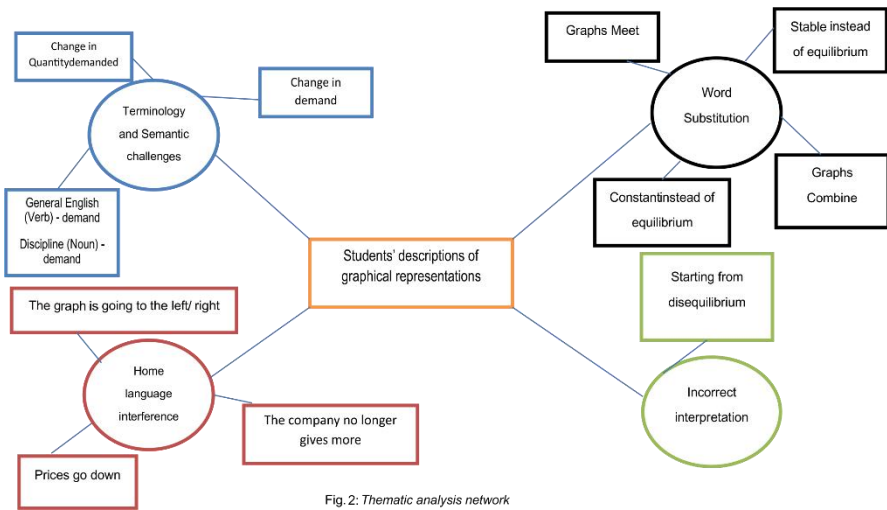 Change in
Quantitydemanded
Change in
demand
Terminology
and Semantic
challenges
General English
(Verb) - demand
Discipline (Noun) -
demand
Graphs Meet
Stable instead
of equilibrium
Word
Substitution
Constantinstead of
equilibrium
Graphs
Combine
Students' descriptions of
graphical representations
The graph is going to the left/ right
Home
language
interference
The company no longer
gives more
Prices go down
Starting from
disequilibrium
Incorrect
interpretation
Fig. 2: Thematic analysis network